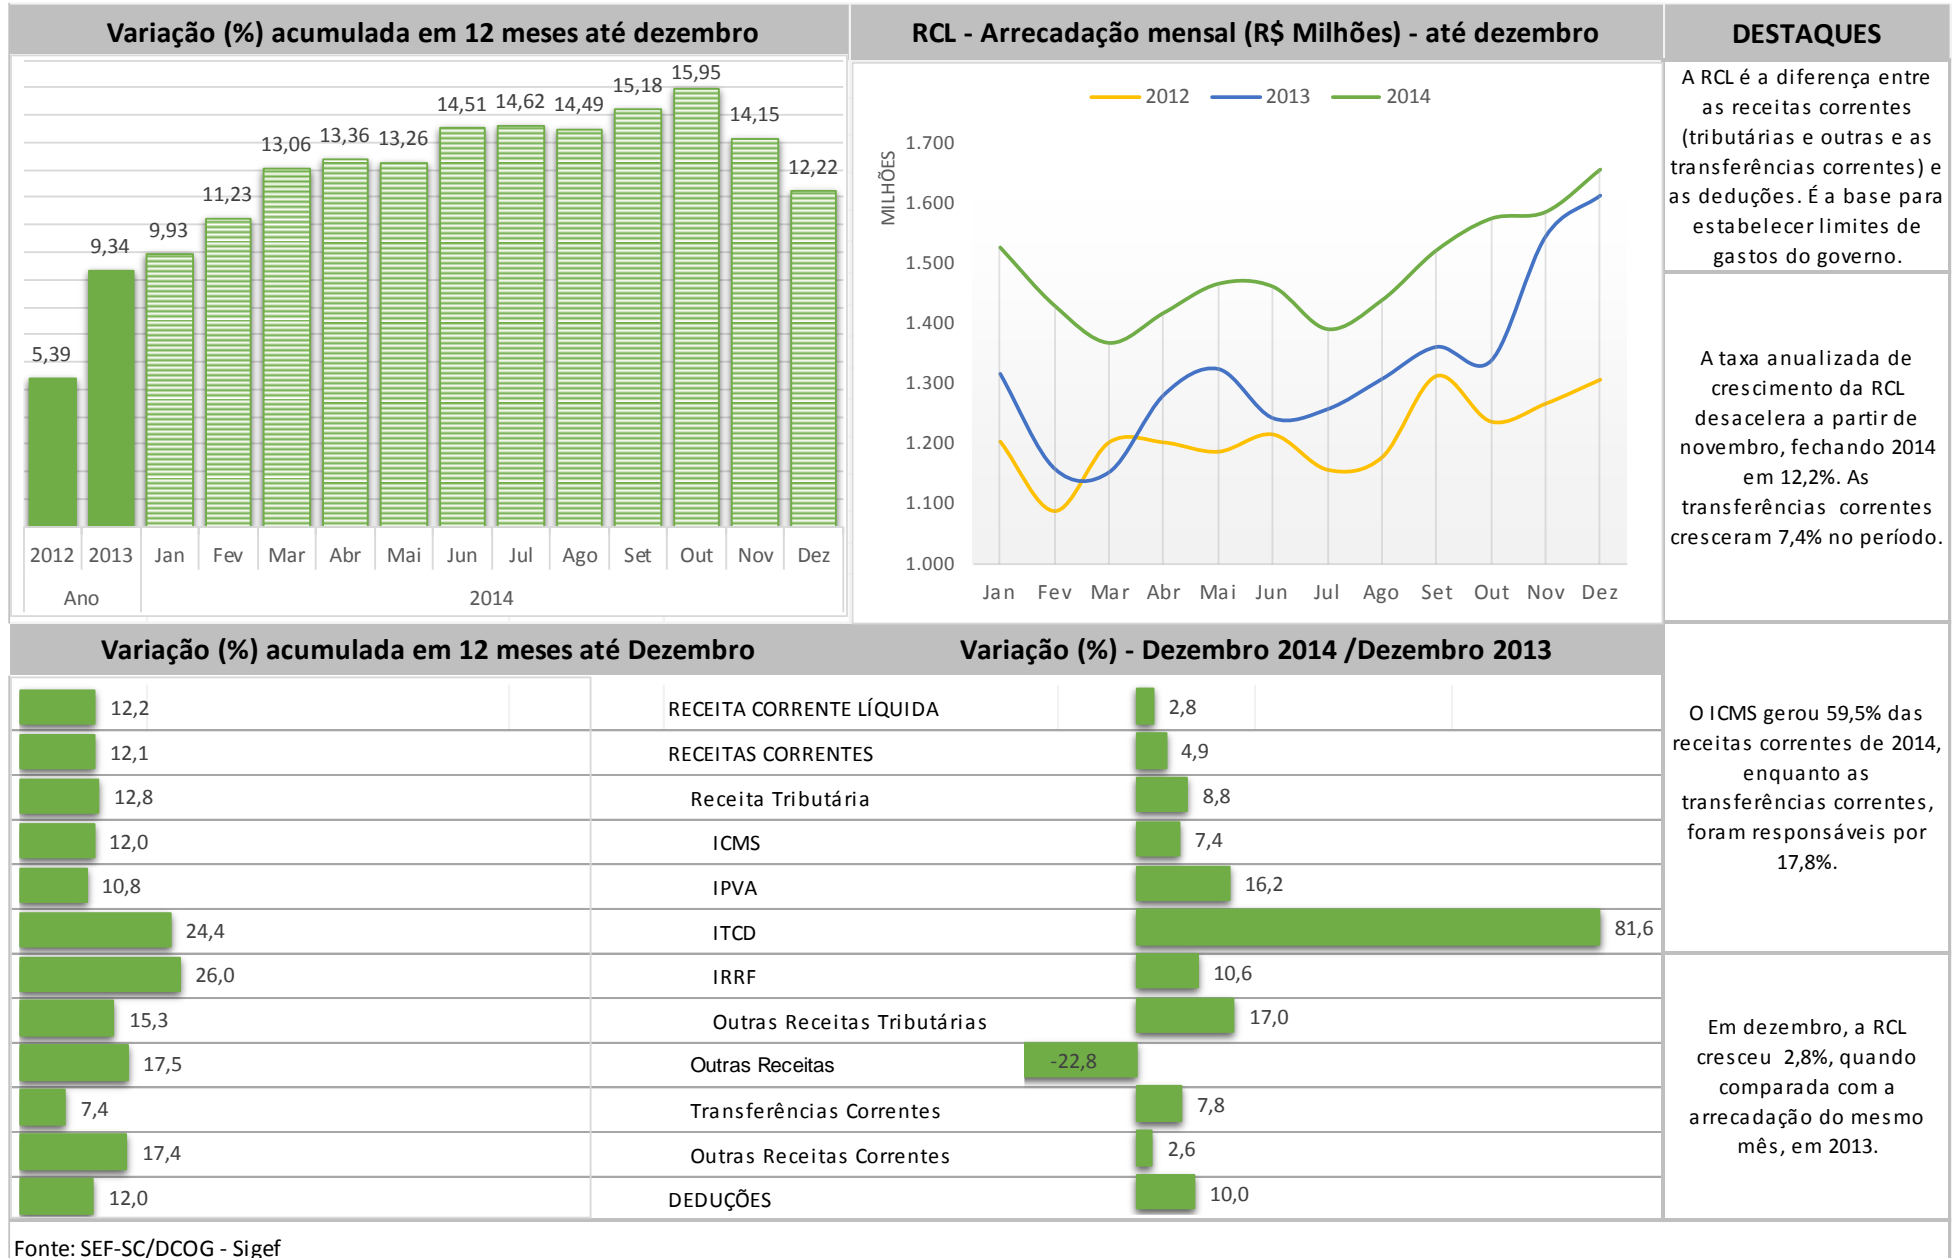 Variação (%) acumulada em 12 meses até dezembro
5,39
9,34
9,93
11,23
13,06
13,36
13,26
14,51
14,62
14,49
15,18
15,95
14,15
12,22
2012 2013 Jan Fev Mar Abr Mai Jun Jul Ago Set Out Nov Dez
Ano 2014
RCL - Arrecadação mensal (R$ Milhões) - até dezembro
2012 2013 2014
MILHÕES
1.700
1.600
1.500
1.400
1.300
1.200
1.100
1.000
Jan Fev Mar Abr Mai Jun Jul Ago Set Out Nov Dez
DESTAQUES
A RCL é a diferença entre
as receitas correntes
(tributárias e outras e as
transferências correntes) e
as deduções. É a base para
estabelecer limites de
gastos do governo.
A taxa anualizada de
crescimento da RCL
desacelera a partir de
novembro, fechando 2014
em 12,2%. As
transferências correntes
cresceram 7,4% no período.
Variação (%) acumulada em 12 meses até Dezembro
Variação (%) - Dezembro 2014 /Dezembro 2013
12,2 RECEITA CORRENTE LÍQUIDA 2,8
12,1 RECEITAS CORRENTES 4,9
12,8 Receita Tributária 8,8
12,0 ICMS 7,4
10,8 IPVA 16,2
24,4 ITCD 81,6
26,0 IRRF 10,6
15,3 Outras Receitas Tributárias 17,0
17,5 Outras Receitas -22,8
7,4 Transferências Correntes 7,8
17,4 Outras Receitas Correntes 2,6
12,0 DEDUÇÕES 10,0
O ICMS gerou 59,5% das
receitas correntes de 2014,
enquanto as
transferências correntes,
foram responsáveis por
17,8%.
Em dezembro, a RCL
cresceu 2,8%, quando
comparada com a
arrecadação do mesmo
mês, em 2013.
Fonte: SEF-SC/DCOG - Sigef